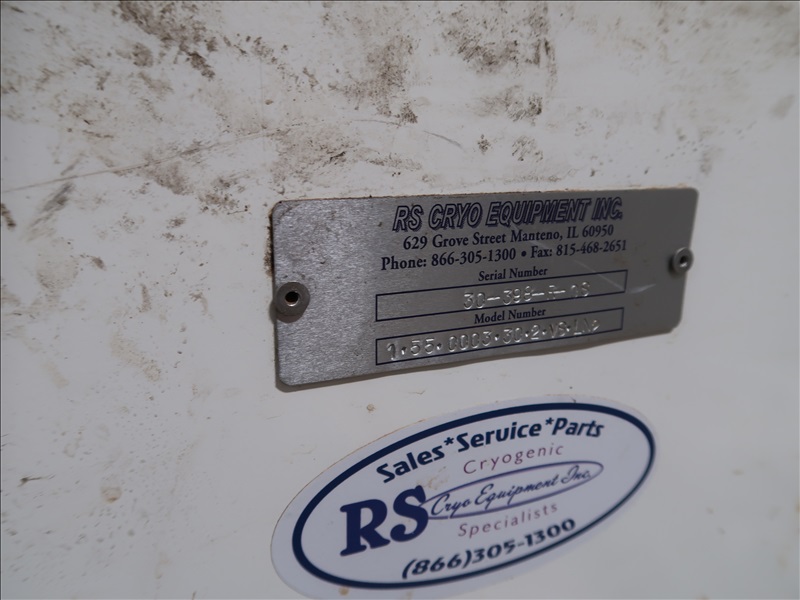 RS CRYO EQUIPMENT INC.
629 Grove Street Manteno, IL 60950
Phone: 866-305-1300 • Fax: 815-468-2651
Serial Number
Model Number
Sales*Service*Parts
Cryogenic
RS Cryo Equipment Inc.
Specialists
(866)305-1300